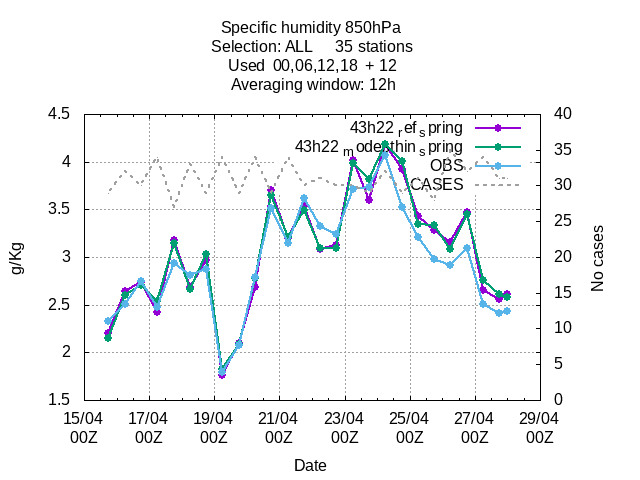 Specific humidity 850hPa
Selection: ALL 35 stations
Used 00,06,12,18 + 12
Averaging window: 12h
43h22 ref spring
43h22 modethin spring
OBS
CASES
4.5
4
3.5
3
2.5
2
1.5
40
35
30
25
20
15
10
5
0
g/Kg
No cases
15/04 00Z
17/04 00Z
19/04 00Z
21/04 00Z
23/04 00Z
25/04 00Z
27/04 00Z
29/04 00Z
Date